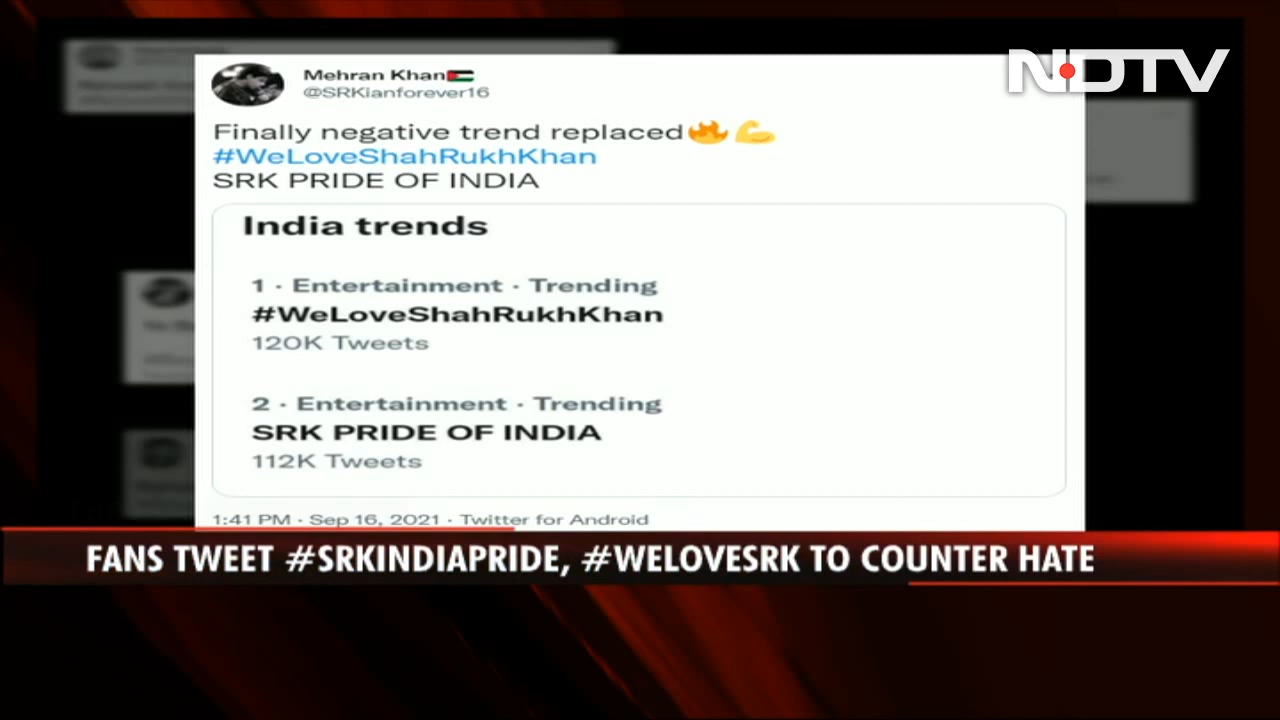 NDTV
Mehran Khan🇵🇸
@SRKianforever16
Finally negative trend replaced🔥💪
#WeLoveShahRukhKhan
SRK PRIDE OF INDIA
India trends
1 · Entertainment · Trending
#WeLoveShahRukhKhan
120K Tweets
2 · Entertainment · Trending
SRK PRIDE OF INDIA
112K Tweets
1:41 PM · Sep 16, 2021 · Twitter for Android
FANS TWEET #SRKINDIAPRIDE, #WELOVESRK TO COUNTER HATE